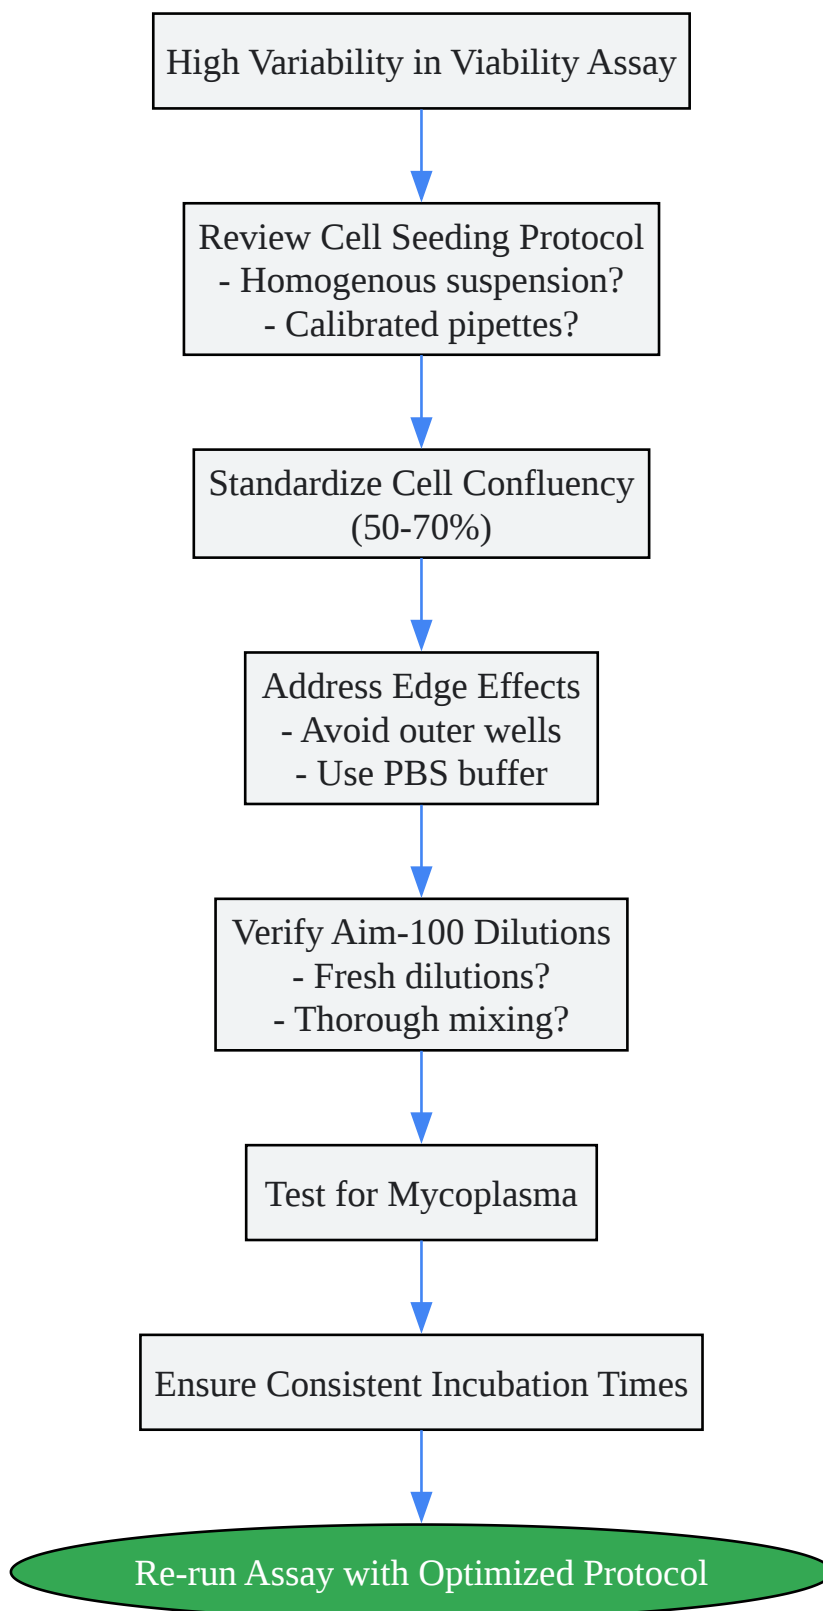 High Variability in Viability Assay
Review Cell Seeding Protocol
- Homogenous suspension?
- Calibrated pipettes?
Standardize Cell Confluency
(50-70%)
Address Edge Effects
- Avoid outer wells
- Use PBS buffer
Verify Aim-100 Dilutions
- Fresh dilutions?
- Thorough mixing?
Test for Mycoplasma
Ensure Consistent Incubation Times
Re-run Assay with Optimized Protocol